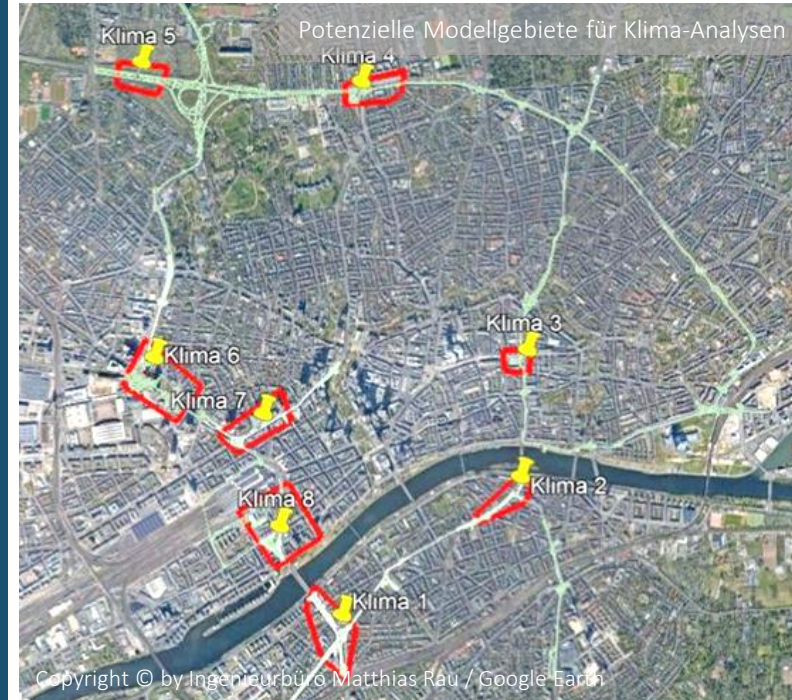 Potenzielle Modellgebiete für Klima-Analysen
Klima 5
Klima 4
Klima 3
Klima 6
Klima 7
Klima 2
Klima 8
Klima 1
Copyright © by Ingenieurbüro Matthias Rau / Google Earth